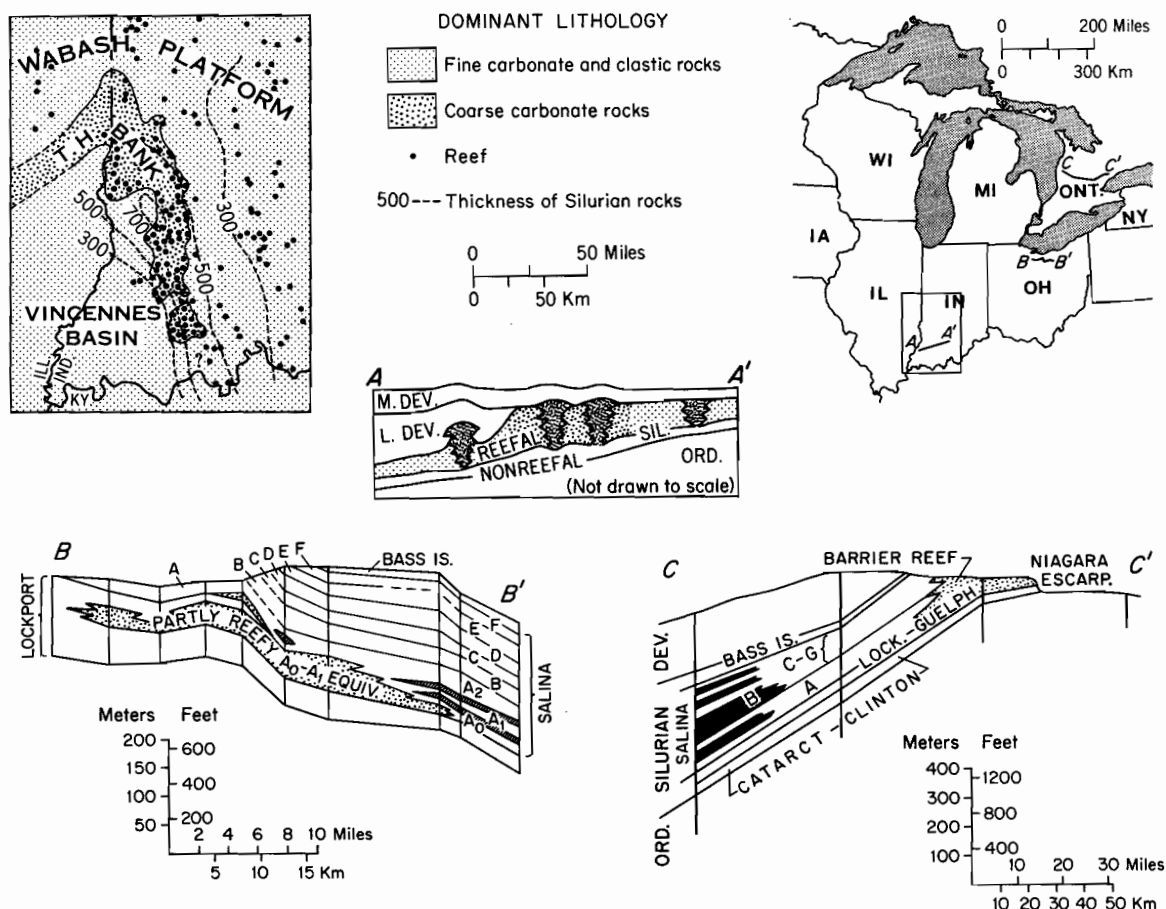 WABASH PLATFORM
T. H. BANK
500
700
300
300
500
?
VINCENNES
BASIN
ILL
IND
KY
DOMINANT LITHOLOGY
Fine carbonate and clastic rocks
Coarse carbonate rocks
Reef
500 --- Thickness of Silurian rocks
0 50 Miles
0 50 Km
0 200 Miles
0 300 Km
WI
MI
ONT.
C C'
NY
IA
IL
IN
OH
B B'
A A'
A A'
M. DEV.
L. DEV.
REEFAL
SIL.
NONREEFAL
ORD.
(Not drawn to scale)
B B'
A B C D E F
BASS IS.
LOCKPORT
PARTLY REEFY A0-A1 EQUIV.
E F
C D
B
A2
A1
A0
SALINA
Meters Feet
200 600
150
100 400
50 200
2 4 6 8 10 Miles
5 10 15 Km
C C'
BARRIER REEF
NIAGARA
ESCARP.
BASS IS.
C-G
LOCK.-GUELPH
B
A
CATARCT - CLINTON
DEV.
SILURIAN
SALINA
ORD.
Meters Feet
400 1200
300
200 800
100 400
10 20 30 Miles
10 20 30 40 50 Km